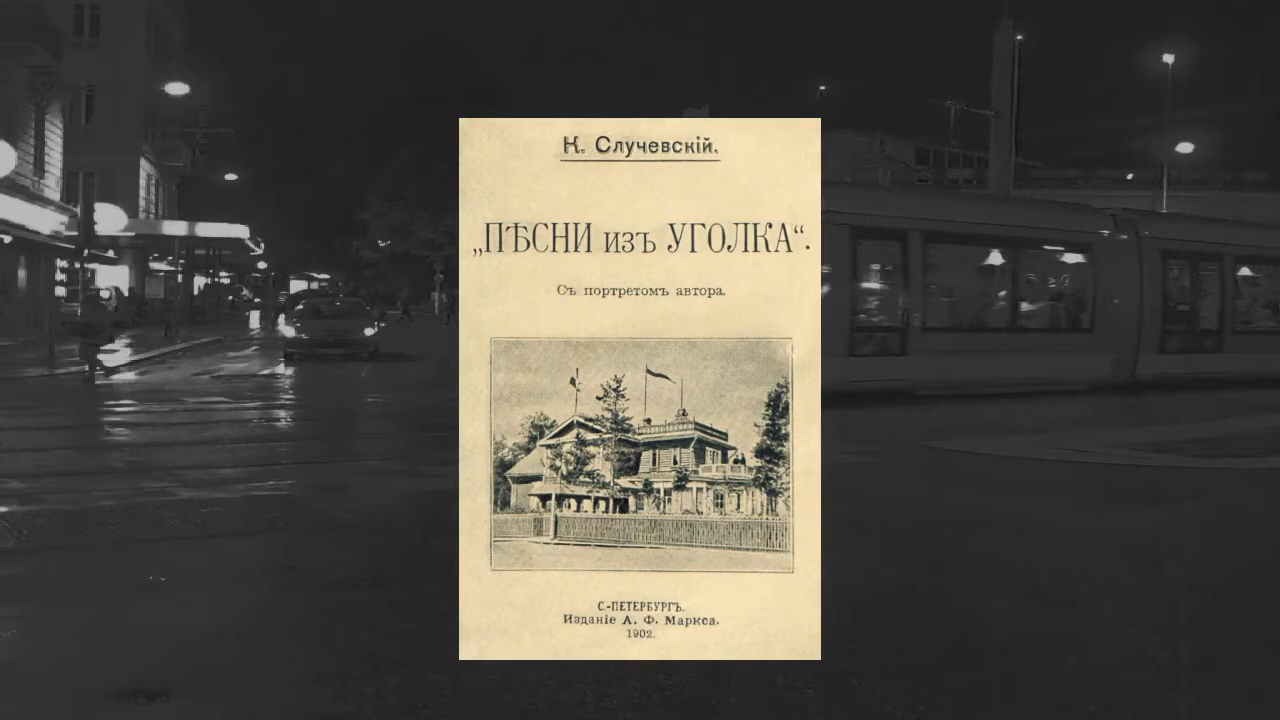 К. Случевскій.
„ПѢСНИ изъ УГОЛКА“.
Съ портретомъ автора.
С.-ПЕТЕРБУРГЪ.
Изданіе А. Ф. Маркса.
1902.